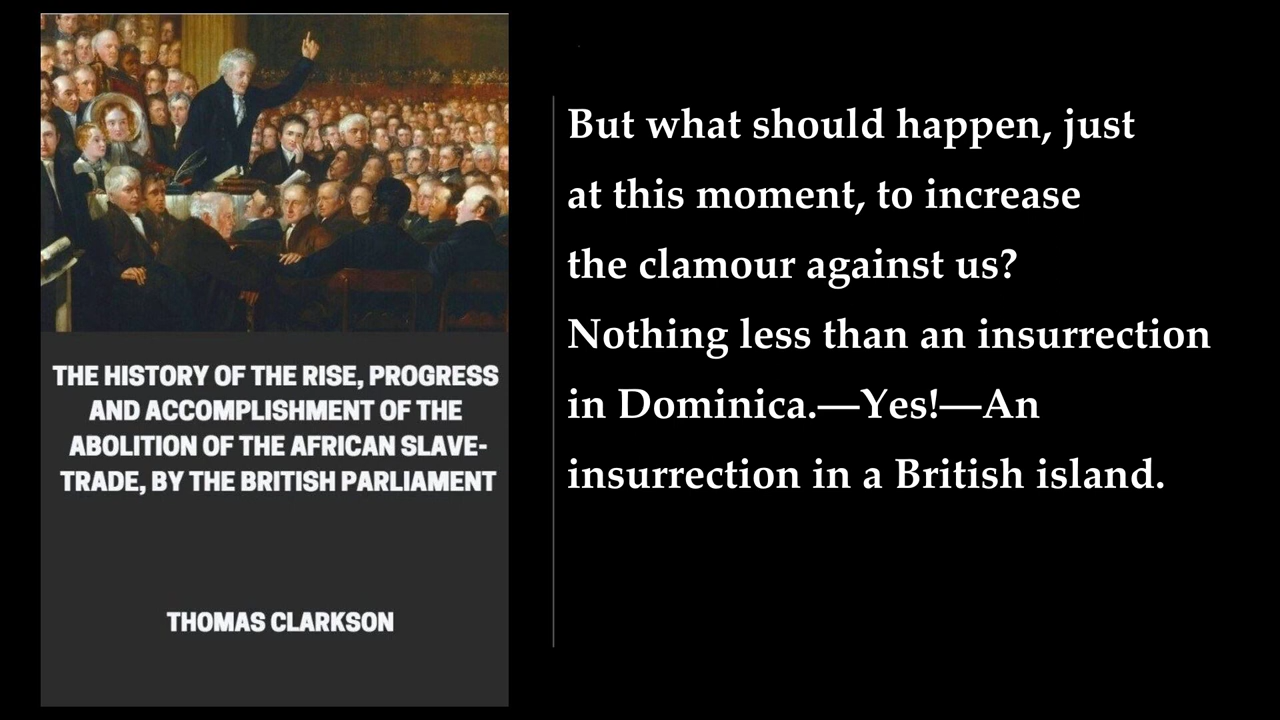 THE HISTORY OF THE RISE, PROGRESS
AND ACCOMPLISHMENT OF THE
ABOLITION OF THE AFRICAN SLAVE-
TRADE, BY THE BRITISH PARLIAMENT
THOMAS CLARKSON
But what should happen, just
at this moment, to increase
the clamour against us?
Nothing less than an insurrection
in Dominica.—Yes!—An
insurrection in a British island.